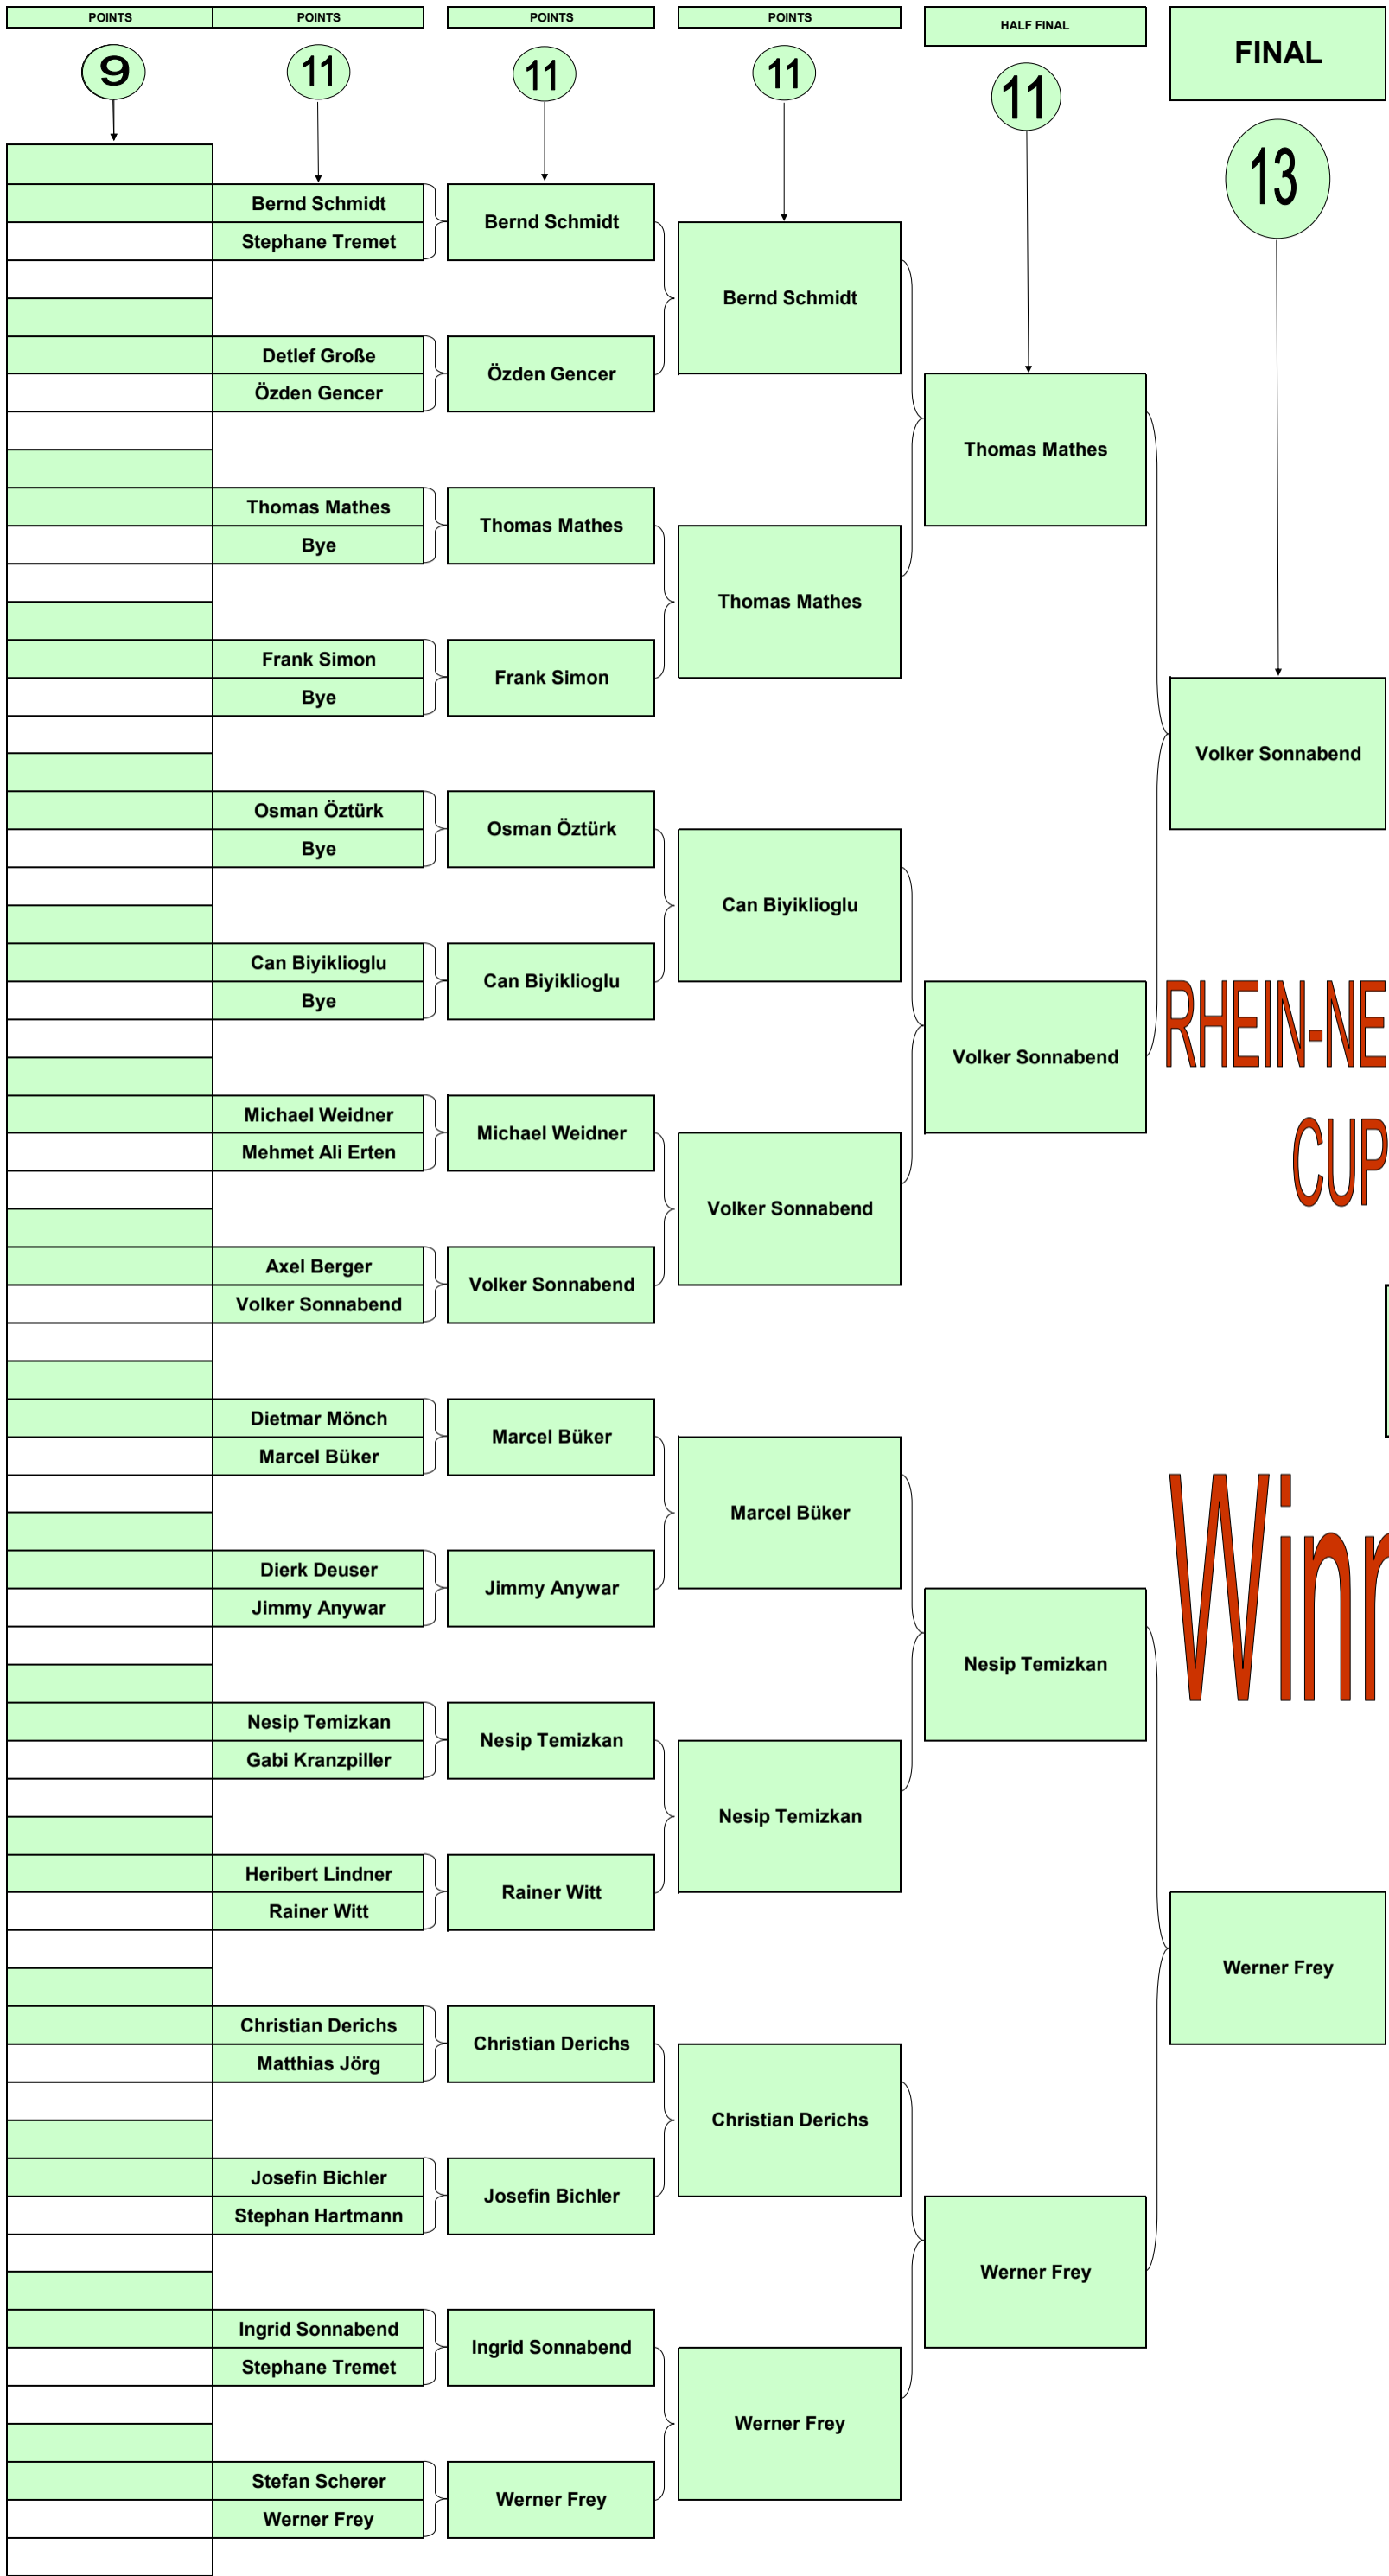 POINTS POINTS POINTS POINTS HALF FINAL FINAL
9 11 11 11 11 13
Bernd Schmidt
Stephane Tremet
Detlef Große
Özden Gencer
Thomas Mathes
Bye
Frank Simon
Bye
Osman Öztürk
Bye
Can Biyiklioglu
Bye
Michael Weidner
Mehmet Ali Erten
Axel Berger
Volker Sonnabend
Dietmar Mönch
Marcel Büker
Dierk Deuser
Jimmy Anywar
Nesip Temizkan
Gabi Kranzpiller
Heribert Lindner
Rainer Witt
Christian Derichs
Matthias Jörg
Josefin Bichler
Stephan Hartmann
Ingrid Sonnabend
Stephane Tremet
Stefan Scherer
Werner Frey
Bernd Schmidt
Özden Gencer
Thomas Mathes
Frank Simon
Osman Öztürk
Can Biyiklioglu
Michael Weidner
Volker Sonnabend
Marcel Büker
Jimmy Anywar
Nesip Temizkan
Rainer Witt
Christian Derichs
Josefin Bichler
Ingrid Sonnabend
Werner Frey
Bernd Schmidt
Thomas Mathes
Can Biyiklioglu
Volker Sonnabend
Marcel Büker
Nesip Temizkan
Christian Derichs
Werner Frey
Thomas Mathes
Volker Sonnabend
Nesip Temizkan
Werner Frey
Volker Sonnabend
Werner Frey
RHEIN-NE
CUP